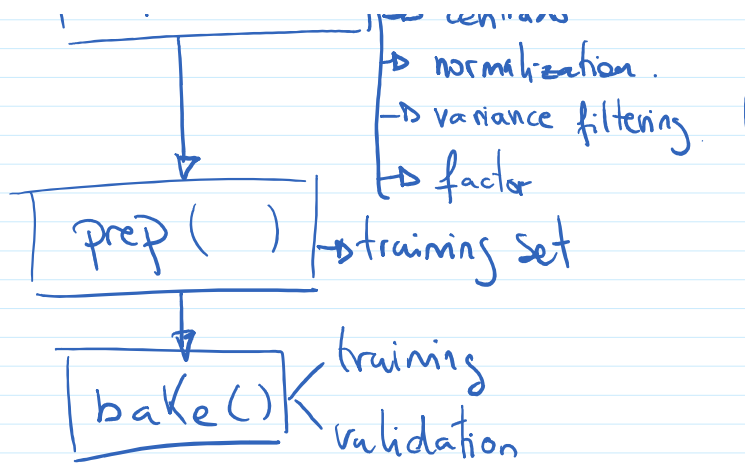 normalization.
variance filtering
factor
prep ( )
training set
training
bake ( )
validation